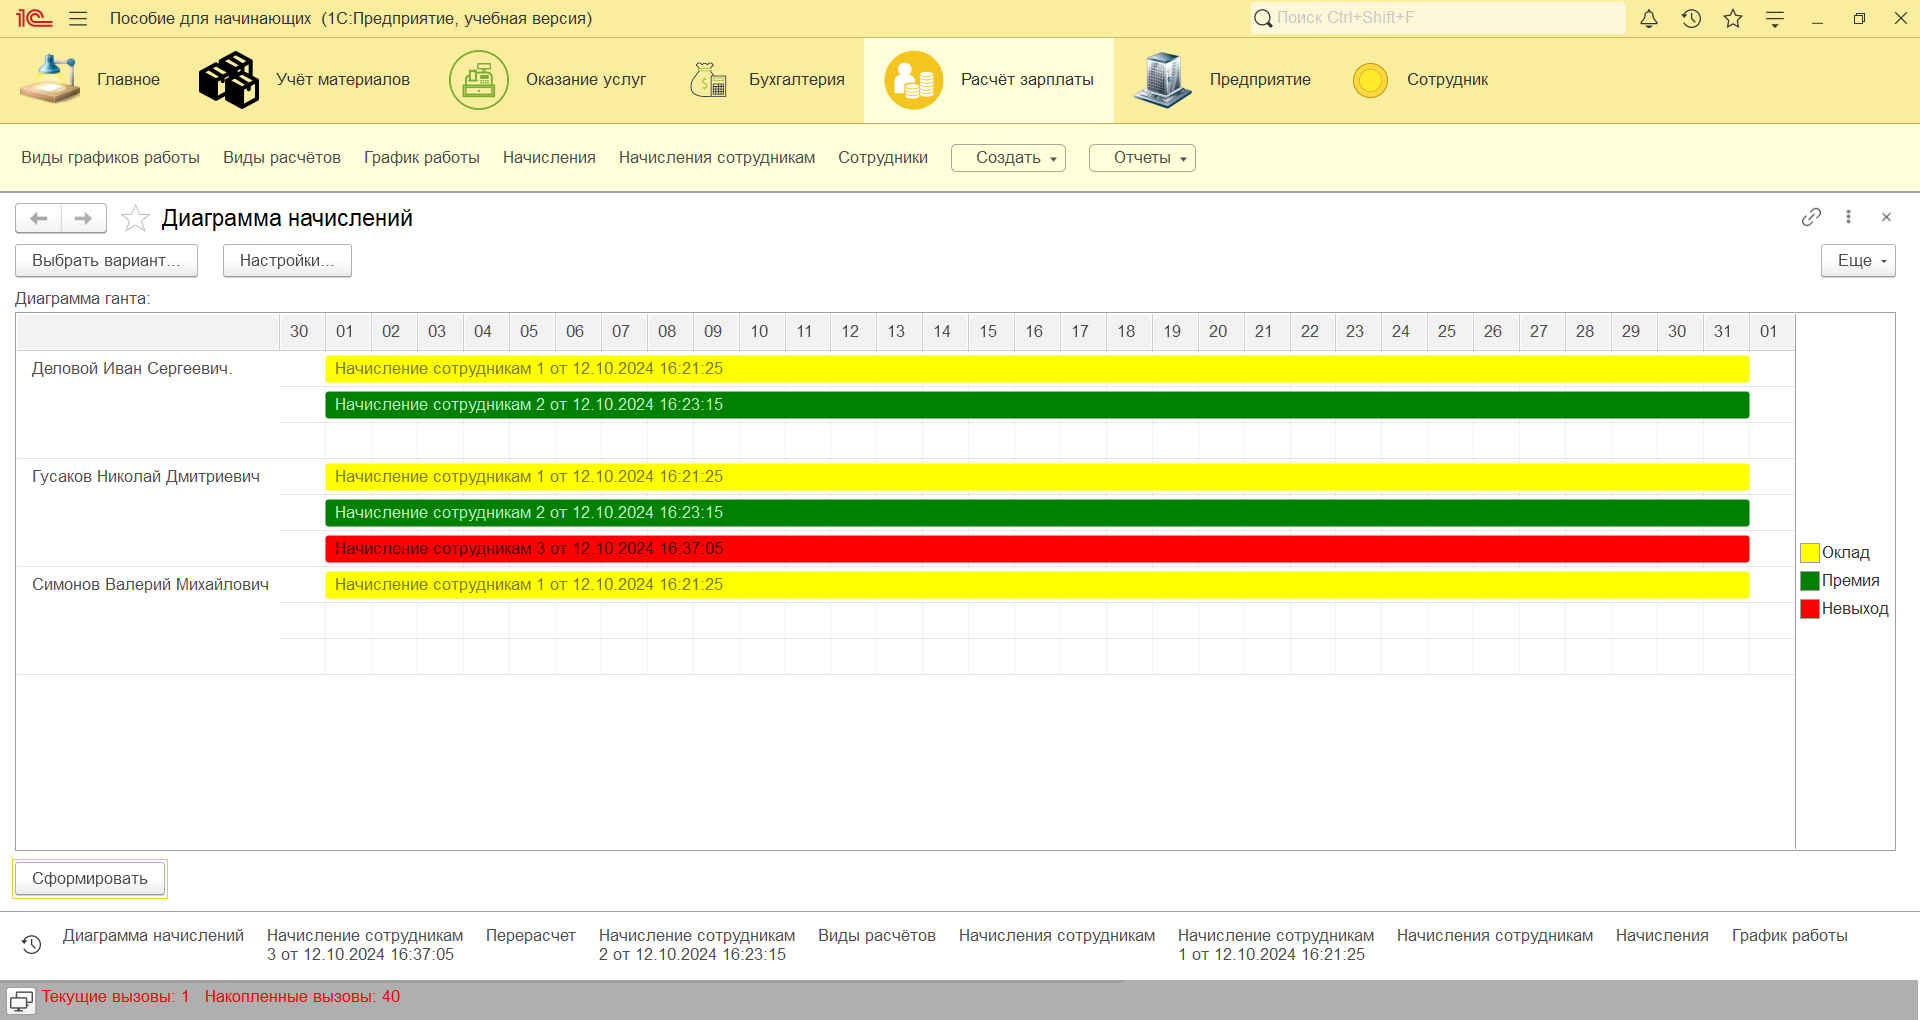 1С Пособие для начинающих (1С:Предприятие, учебная версия) Поиск Ctrl+Shift+F
Главное Учёт материалов Оказание услуг Бухгалтерия Расчёт зарплаты Предприятие Сотрудник
Виды графиков работы Виды расчётов График работы Начисления Начисления сотрудникам Сотрудники Создать Отчеты
Диаграмма начислений
Выбрать вариант... Настройки... Еще
Диаграмма ганта:
30 01 02 03 04 05 06 07 08 09 10 11 12 13 14 15 16 17 18 19 20 21 22 23 24 25 26 27 28 29 30 31 01
Деловой Иван Сергеевич. Начисление сотрудникам 1 от 12.10.2024 16:21:25
Начисление сотрудникам 2 от 12.10.2024 16:23:15
Гусаков Николай Дмитриевич Начисление сотрудникам 1 от 12.10.2024 16:21:25
Начисление сотрудникам 2 от 12.10.2024 16:23:15
Начисление сотрудникам 3 от 12.10.2024 16:37:05
Симонов Валерий Михайлович Начисление сотрудникам 1 от 12.10.2024 16:21:25
Оклад
Премия
Невыход
Сформировать
Диаграмма начислений Начисление сотрудникам Перерасчет Начисление сотрудникам Виды расчётов Начисления сотрудникам Начисление сотрудникам Начисления сотрудникам Начисления График работы
3 от 12.10.2024 16:37:05 2 от 12.10.2024 16:23:15 1 от 12.10.2024 16:21:25
Текущие вызовы: 1 Накопленные вызовы: 40